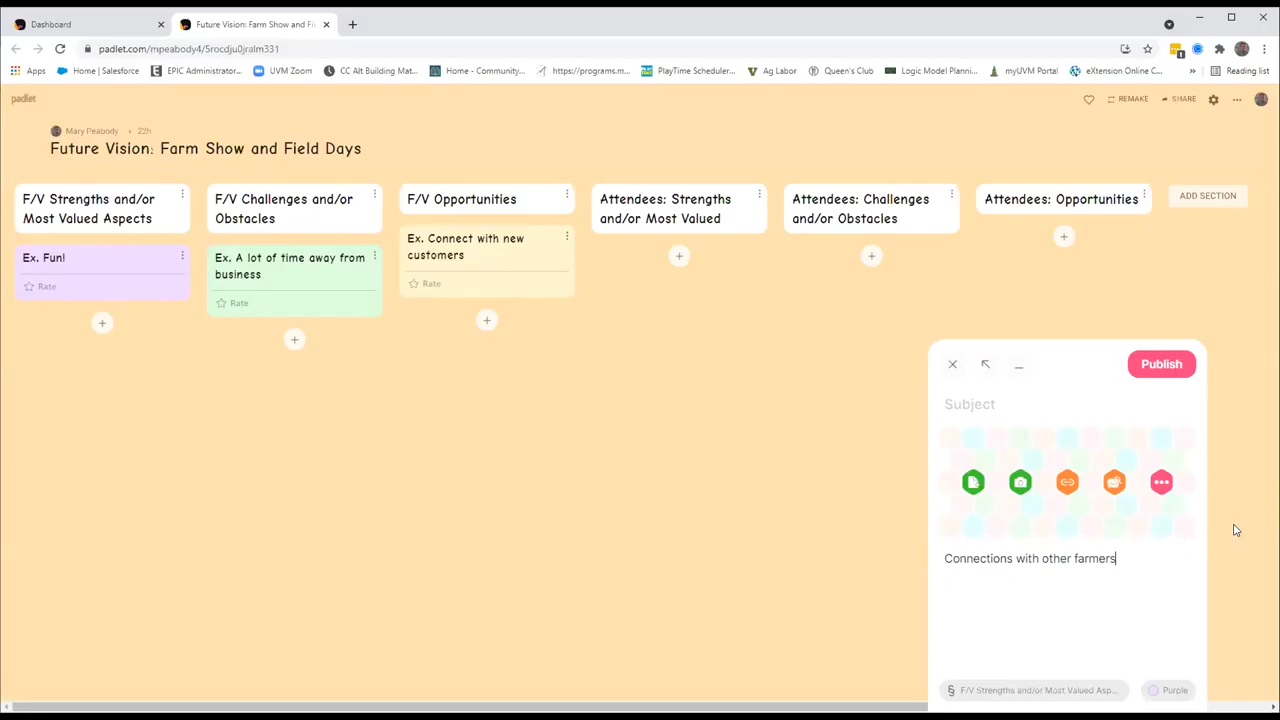 Dashboard
Future Vision: Farm Show and Fi
padlet.com/mpeabody4/5rocdju0jralm331
Apps
Home | Salesforce
EPIC Administrator...
UVM Zoom
CC Alt Building Mat...
Home - Community...
https://programs.m...
PlayTime Scheduler...
Ag Labor
Queen's Club
Logic Model Planni...
myUVM Portal
eXtension Online C...
»
Reading list
padlet
REMAKE
SHARE
Mary Peabody • 22h
Future Vision: Farm Show and Field Days
F/V Strengths and/or
Most Valued Aspects
Ex. Fun!
Rate
F/V Challenges and/or
Obstacles
Ex. A lot of time away from
business
Rate
F/V Opportunities
Ex. Connect with new
customers
Rate
Attendees: Strengths
and/or Most Valued
Attendees: Challenges
and/or Obstacles
Attendees: Opportunities
ADD SECTION
Publish
Subject
Connections with other farmers
§ F/V Strengths and/or Most Valued Asp...
Purple